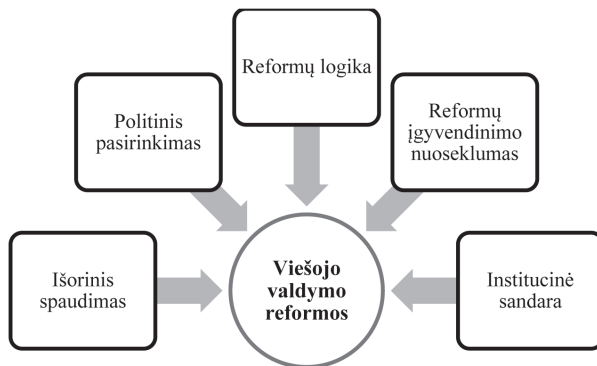 Reformų logika
Politinis
pasirinkimas
Reformų
įgyvendinimo
nuoseklumas
Išorinis
spaudimas
Viešojo
valdymo
reformos
Institucinė
sandara